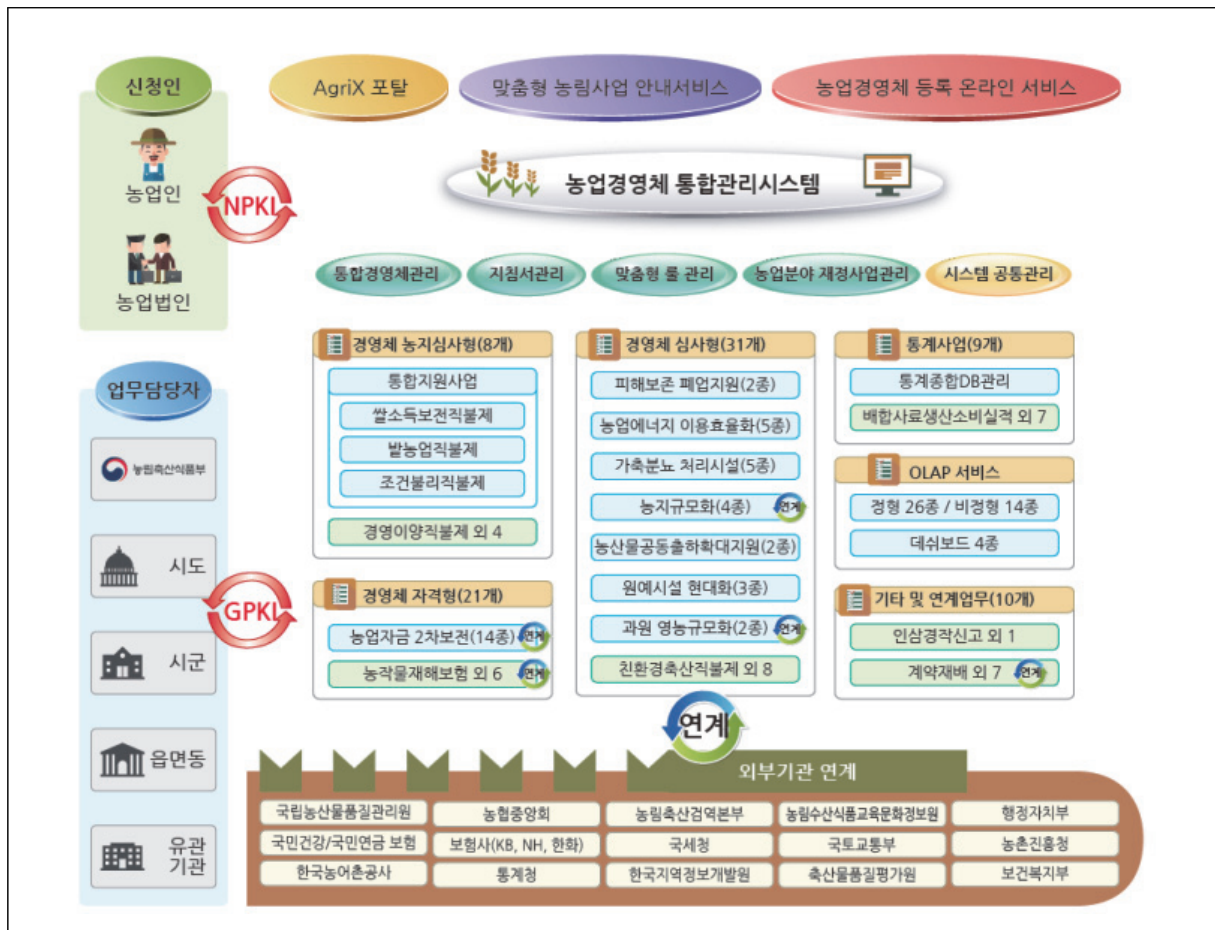 신청인
AgriX 포탈
맞춤형 농림사업 안내서비스
농업경영체 등록 온라인 서비스
농업인
NPKI
농업경영체 통합관리시스템
농업법인
통합경영체관리
지침서관리
맞춤형 룰 관리
농업분야 재정사업관리
시스템 공통관리
업무담당자
농림축산식품부
시도
GPKI
시군
읍면동
유관
기관
경영체 농지심사형(8개)
통합지원사업
쌀소득보전직불제
밭농업직불제
조건불리직불제
경영이양직불제 외 4
경영체 자격형(21개)
농업자금 2차보전(14종)
연계
농작물재해보험 외 6
연계
경영체 심사형(31개)
피해보존 폐업지원(2종)
농업에너지 이용효율화(5종)
가축분뇨 처리시설(5종)
농지규모화(4종)
연계
농산물공동출하확대지원(2종)
원예시설 현대화(3종)
과원 영농규모화(2종)
연계
친환경축산직불제 외 8
통계사업(9개)
통계종합DB관리
배합사료생산소비실적 외 7
OLAP 서비스
정형 26종 / 비정형 14종
데쉬보드 4종
기타 및 연계업무(10개)
인삼경작신고 외 1
계약재배 외 7
연계
연계
외부기관 연계
국립농산물품질관리원
농협중앙회
농림축산검역본부
농림수산식품교육문화정보원
행정자치부
국민건강/국민연금 보험
보험사(KB, NH, 한화)
국세청
국토교통부
농촌진흥청
한국농어촌공사
통계청
한국지역정보개발원
축산물품질평가원
보건복지부